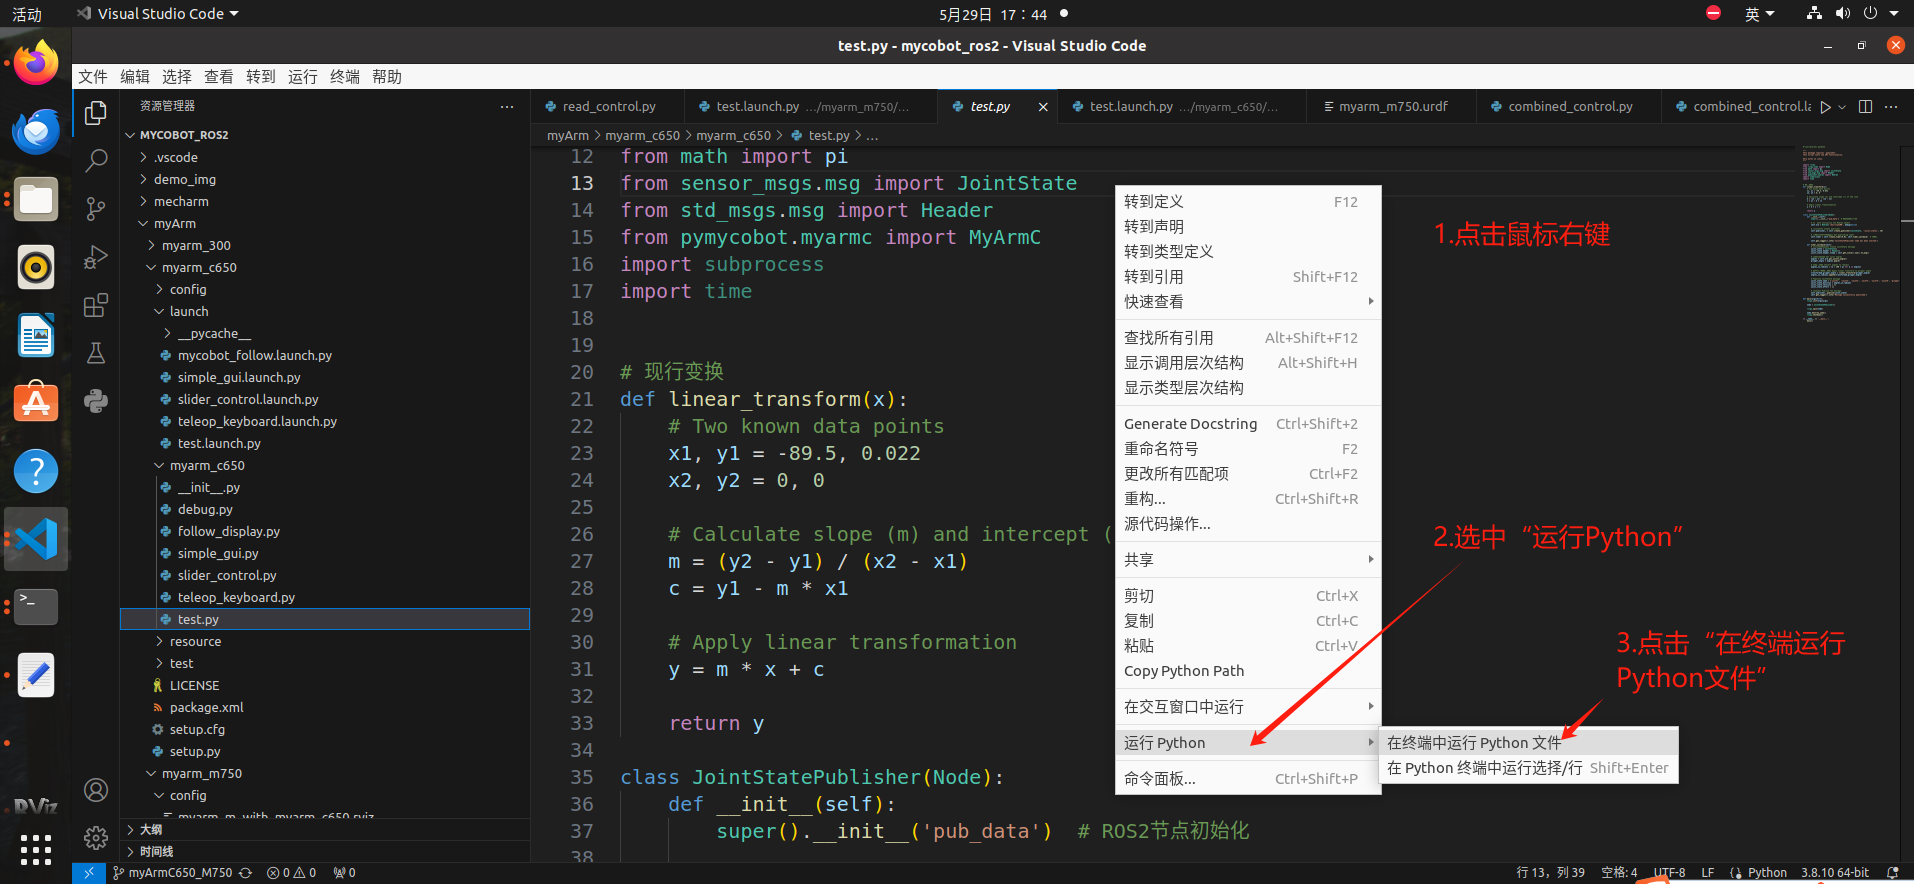 活动
Visual Studio Code
5月29日 17：44
英
test.py - mycobot_ros2 - Visual Studio Code
文件 编辑 选择 查看 转到 运行 终端 帮助
资源管理器
MYCOBOT_ROS2
.vscode
demo_img
mecharm
myArm
myarm_300
myarm_c650
config
launch
__pycache__
mycobot_follow.launch.py
simple_gui.launch.py
slider_control.launch.py
teleop_keyboard.launch.py
test.launch.py
myarm_c650
__init__.py
debug.py
follow_display.py
simple_gui.py
slider_control.py
teleop_keyboard.py
test.py
resource
test
LICENSE
package.xml
setup.cfg
setup.py
myarm_m750
config
myarm_m_with_myarm_c650.rviz
大纲
时间线
read_control.py
test.launch.py .../myarm_m750/...
test.py
test.launch.py .../myarm_c650/...
myarm_m750.urdf
combined_control.py
combined_control.la
myArm > myarm_c650 > myarm_c650 > test.py > ...
12 from math import pi
13 from sensor_msgs.msg import JointState
14 from std_msgs.msg import Header
15 from pymycobot.myarmc import MyArmC
16 import subprocess
17 import time
18
19
20 # 现行变换
21 def linear_transform(x):
22 # Two known data points
23 x1, y1 = -89.5, 0.022
24 x2, y2 = 0, 0
25
26 # Calculate slope (m) and intercept (
27 m = (y2 - y1) / (x2 - x1)
28 c = y1 - m * x1
29
30 # Apply linear transformation
31 y = m * x + c
32
33 return y
34
35 class JointStatePublisher(Node):
36 def __init__(self):
37 super().__init__('pub_data') # ROS2节点初始化
38
转到定义 F12
转到声明
转到类型定义
转到引用 Shift+F12
快速查看
查找所有引用 Alt+Shift+F12
显示调用层次结构 Alt+Shift+H
显示类型层次结构
Generate Docstring Ctrl+Shift+2
重命名符号 F2
更改所有匹配项 Ctrl+F2
重构... Ctrl+Shift+R
源代码操作...
共享
剪切 Ctrl+X
复制 Ctrl+C
粘贴 Ctrl+V
Copy Python Path
在交互窗口中运行
运行 Python
命令面板... Ctrl+Shift+P
在终端中运行 Python 文件
在 Python 终端中运行选择/行 Shift+Enter
1.点击鼠标右键
2.选中“运行Python”
3.点击“在终端运行
Python文件”
RViz
myArmC650_M750
0 0
0
行 13，列 39
空格: 4
UTF-8
LF
Python
3.8.10 64-bit